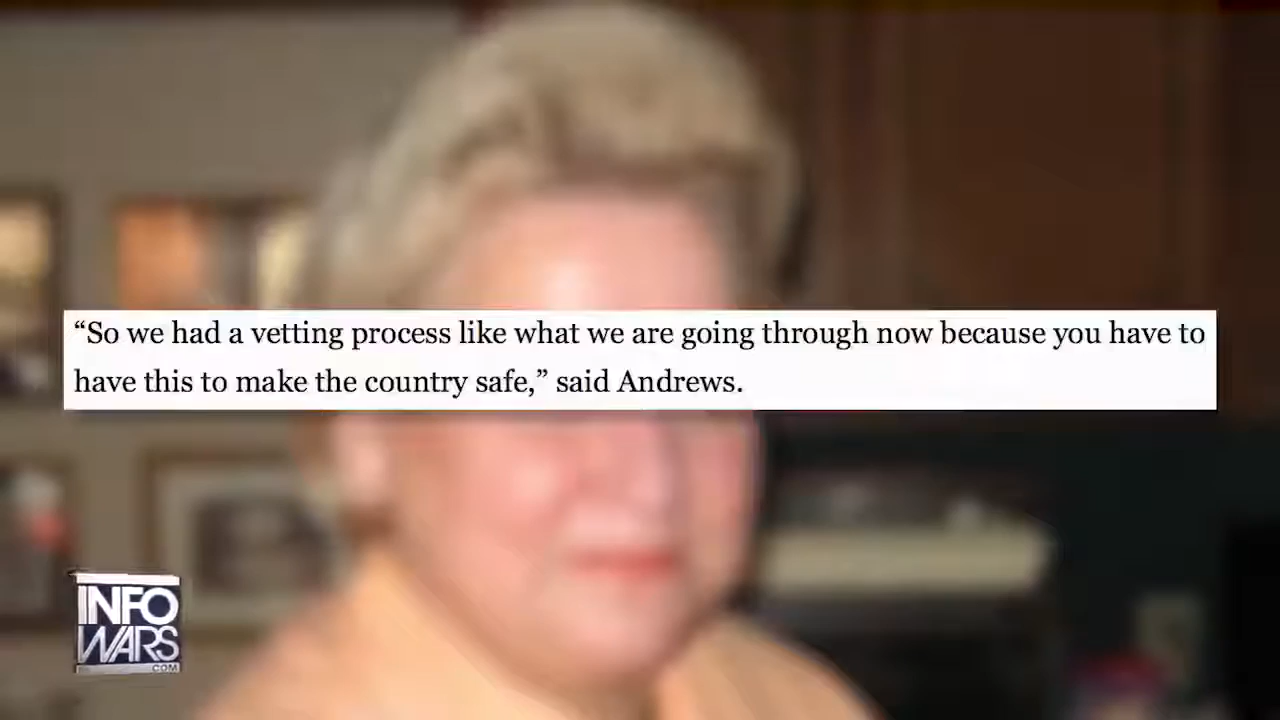 “So we had a vetting process like what we are going through now because you have to
have this to make the country safe,” said Andrews.
INFO
WARS
.COM